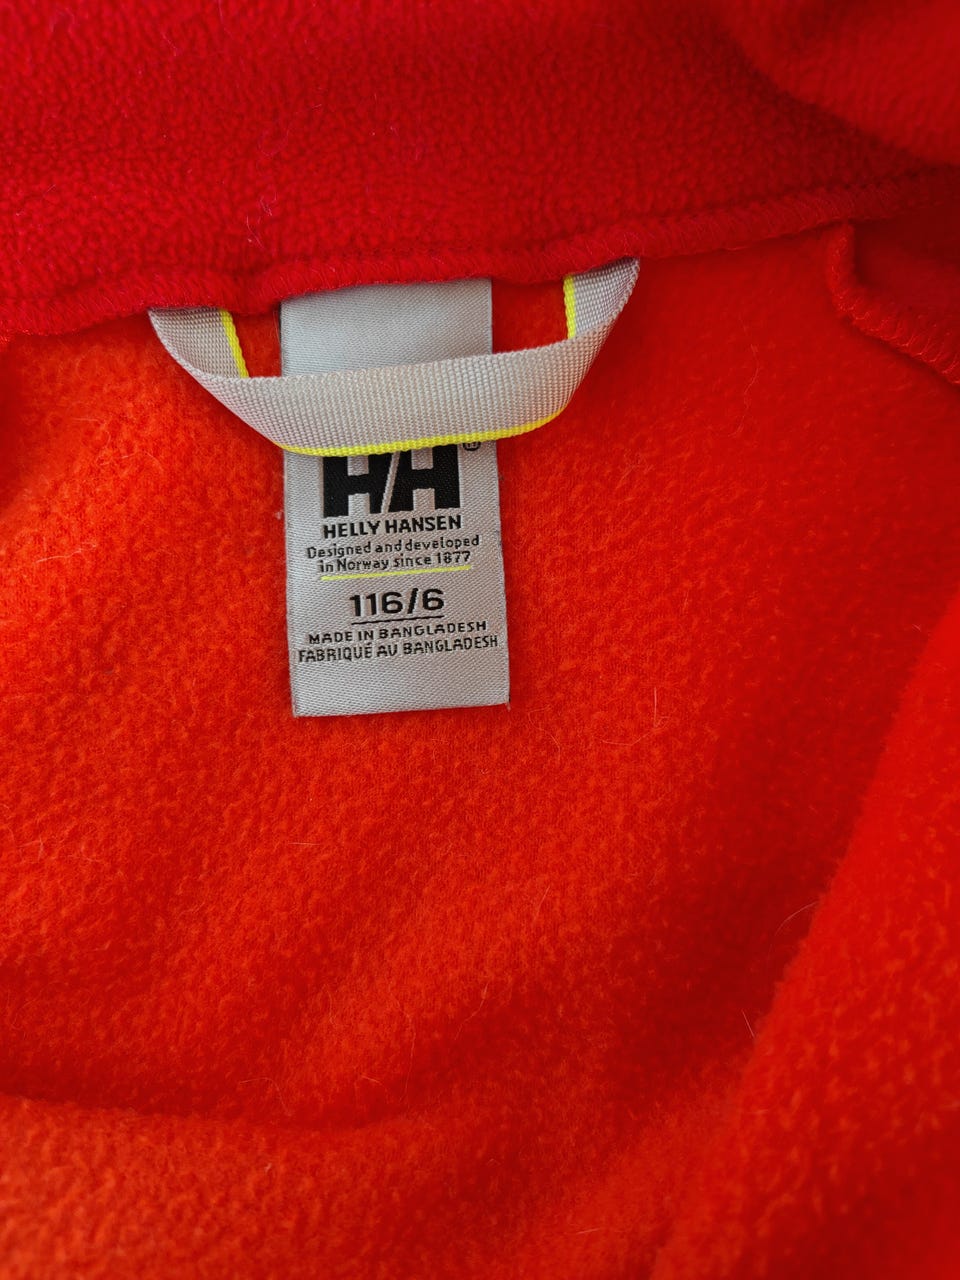 HH®
HELLY HANSEN
Designed and developed
in Norway since 1877
116/6
MADE IN BANGLADESH
FABRIQUÉ AU BANGLADESH